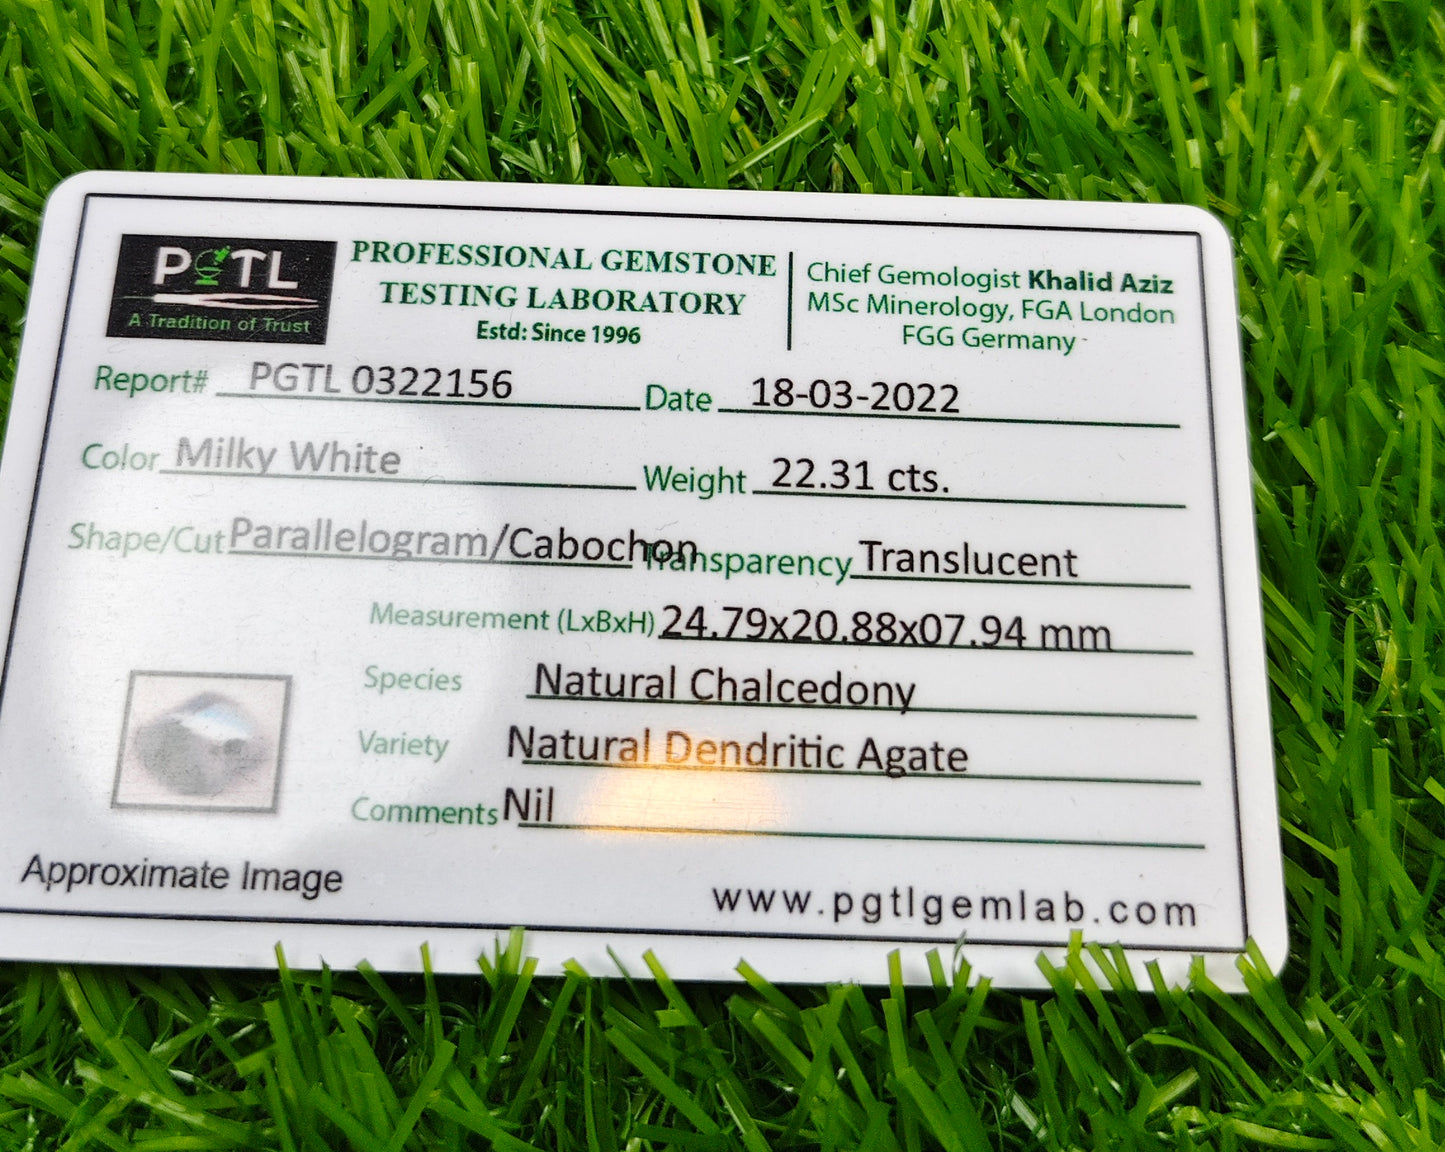 PGTL
A Tradition of Trust
PROFESSIONAL GEMSTONE
TESTING LABORATORY
Estd: Since 1996
Chief Gemologist Khalid Aziz
MSc Minerology, FGA London
FGG Germany
Report# PGTL 0322156 Date 18-03-2022
Color Milky White Weight 22.31 cts.
Shape/Cut Parallelogram/Cabochon Transparency Translucent
Measurement (LxBxH) 24.79x20.88x07.94 mm
Species Natural Chalcedony
Variety Natural Dendritic Agate
Comments Nil
Approximate Image
www.pgtlgemlab.com